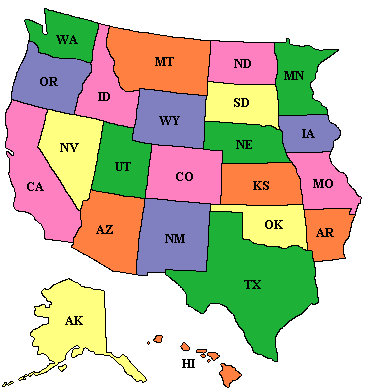 WA
MT
ND
MN
OR
ID
SD
WY
IA
NV
NE
UT
CO
KS
MO
CA
AZ
NM
OK
AR
TX
AK
HI